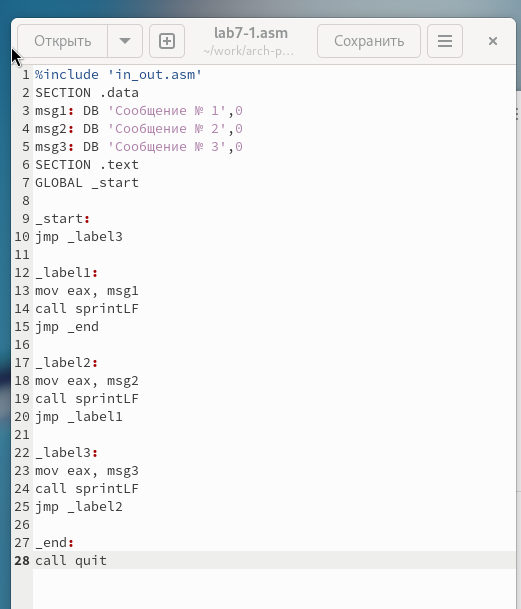 Открыть
lab7-1.asm
~/work/arch-p...
Сохранить
1 %include 'in_out.asm'
2 SECTION .data
3 msg1: DB 'Сообщение № 1',0
4 msg2: DB 'Сообщение № 2',0
5 msg3: DB 'Сообщение № 3',0
6 SECTION .text
7 GLOBAL _start
8
9 _start:
10 jmp _label3
11
12 _label1:
13 mov eax, msg1
14 call sprintLF
15 jmp _end
16
17 _label2:
18 mov eax, msg2
19 call sprintLF
20 jmp _label1
21
22 _label3:
23 mov eax, msg3
24 call sprintLF
25 jmp _label2
26
27 _end:
28 call quit